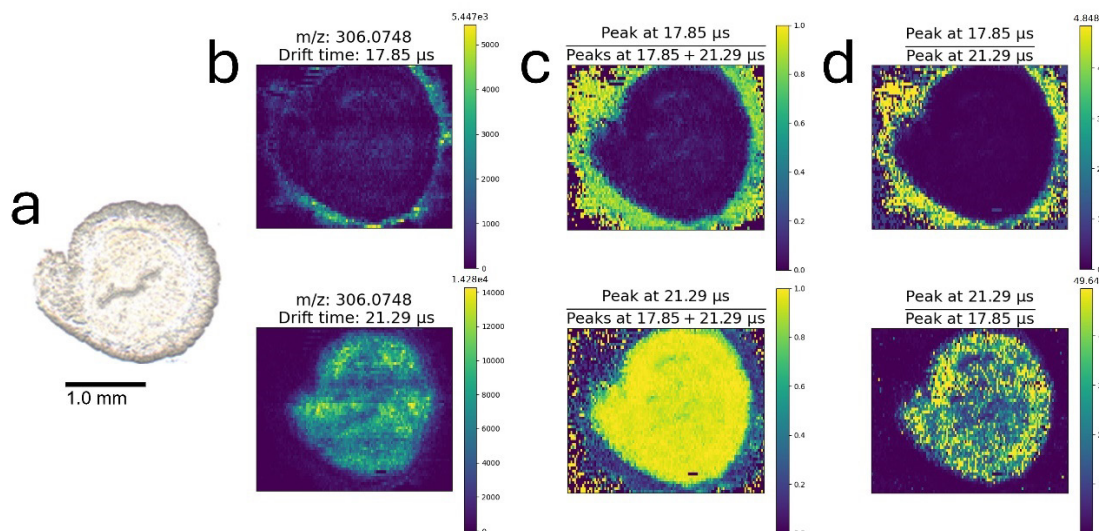 a
1.0 mm
b
m/z: 306.0748
Drift time: 17.85 µs
5.447e3
5000
4000
3000
2000
1000
0
m/z: 306.0748
Drift time: 21.29 µs
1.428e4
14000
12000
10000
8000
6000
4000
2000
0
c
Peak at 17.85 µs
Peaks at 17.85 + 21.29 µs
1.0
0.8
0.6
0.4
0.2
0.0
Peak at 21.29 µs
Peaks at 17.85 + 21.29 µs
1.0
0.8
0.6
0.4
0.2
d
Peak at 17.85 µs
Peak at 21.29 µs
4.848
Peak at 21.29 µs
Peak at 17.85 µs
49.64